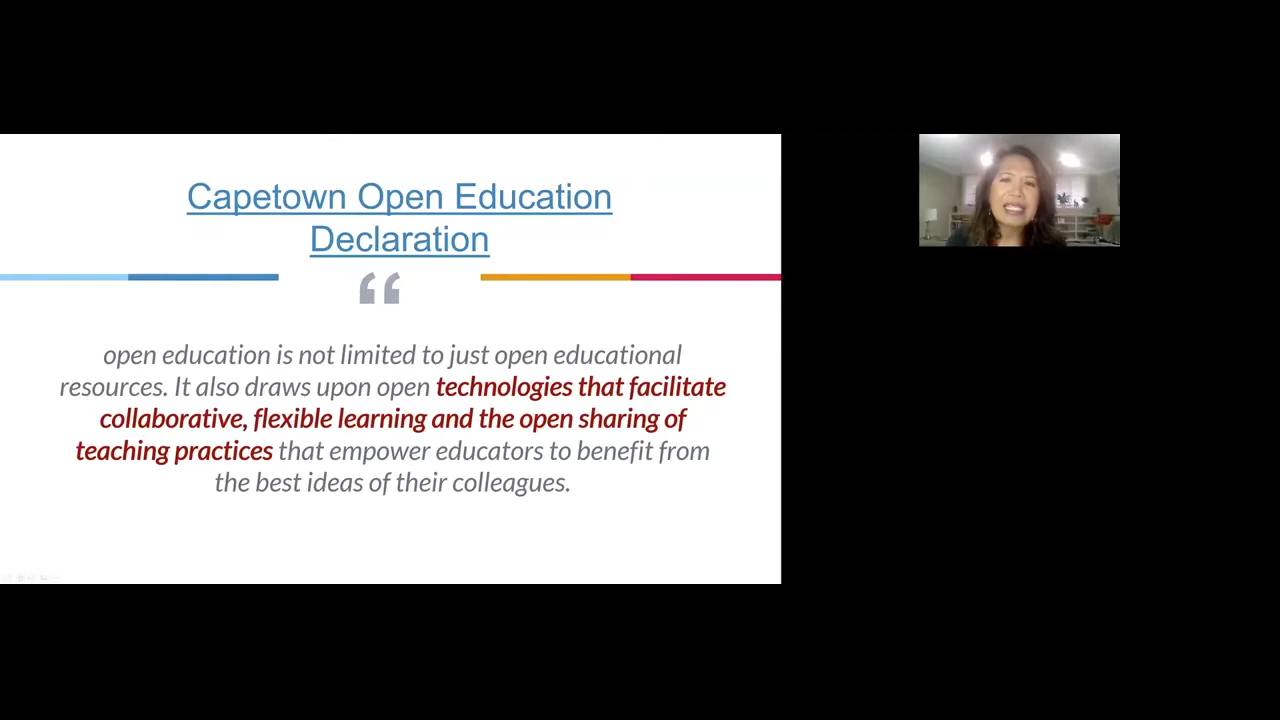 Capetown Open Education
Declaration
“
open education is not limited to just open educational
resources. It also draws upon open technologies that facilitate
collaborative, flexible learning and the open sharing of
teaching practices that empower educators to benefit from
the best ideas of their colleagues.